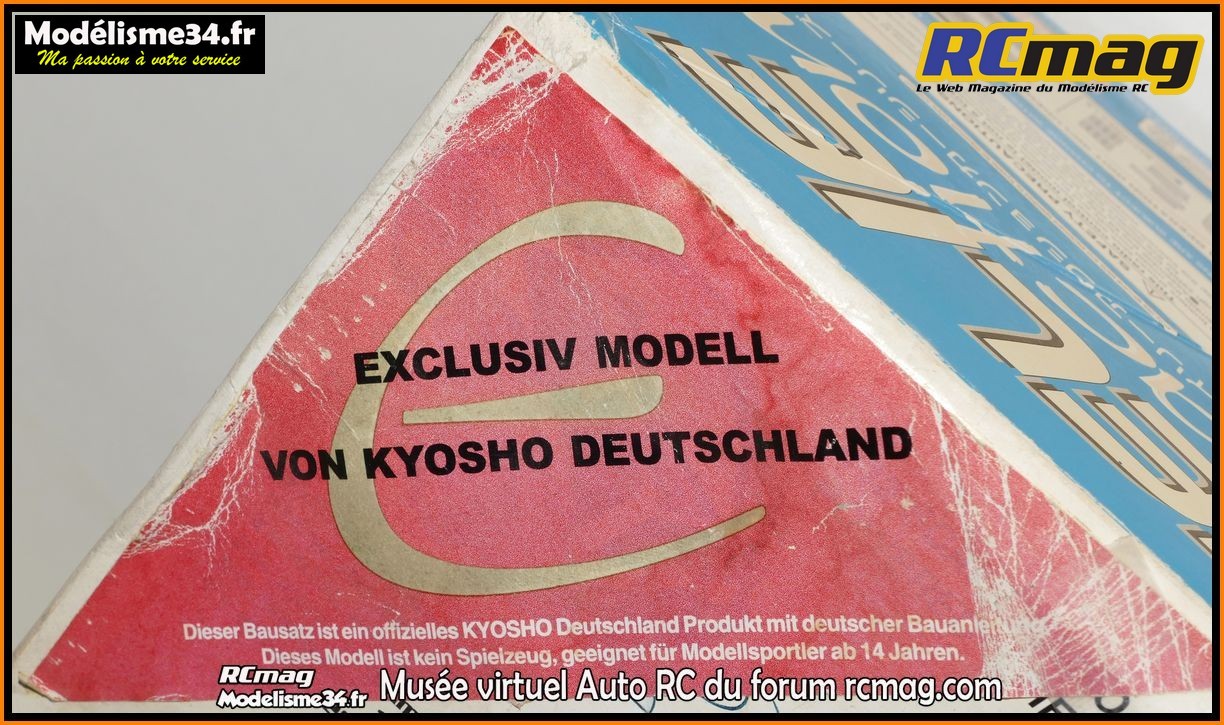 Modélisme34.fr
Ma passion à votre service
RCmag
Le Web Magazine du Modélisme RC
EXCLUSIV MODELL
VON KYOSHO DEUTSCHLAND
Dieser Bausatz ist ein offizielles KYOSHO Deutschland Produkt mit deutscher
Dieses Modell ist kein Spielzeug, geeignet für Modellsportler ab 14 Jahren.
RCmag
Modelisme34.fr
Musée virtuel Auto RC du forum rcmag.com